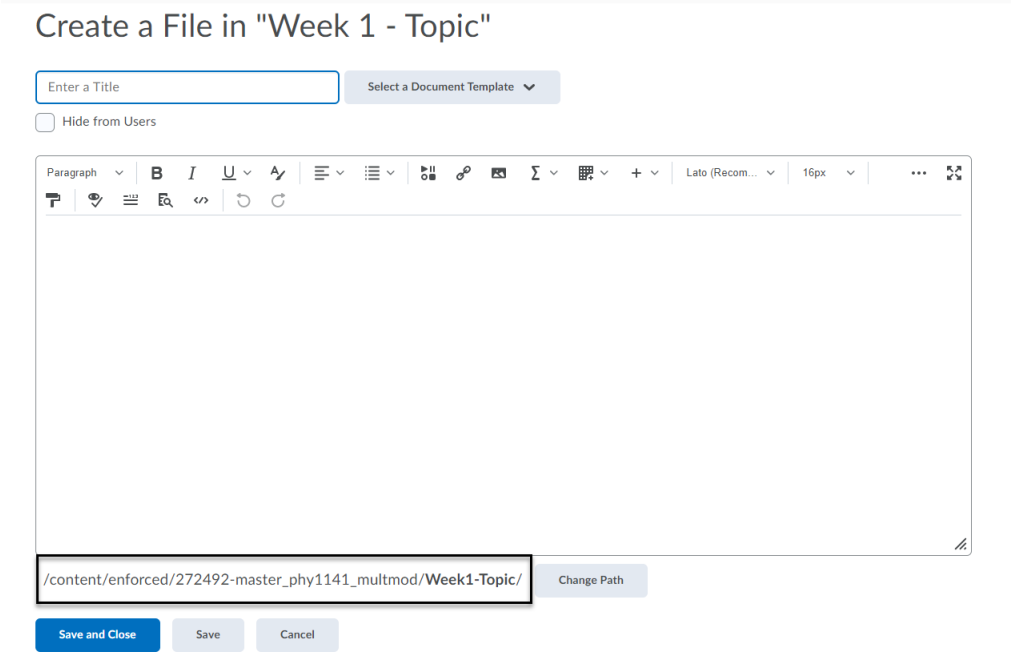 Create a File in "Week 1 - Topic"
Enter a Title
Select a Document Template
Hide from Users
Paragraph B I U A Σ + Lato (Recom... 16px ...
</>
/content/enforced/272492-master_phy1141_multmod/Week1-Topic/ Change Path
Save and Close Save Cancel